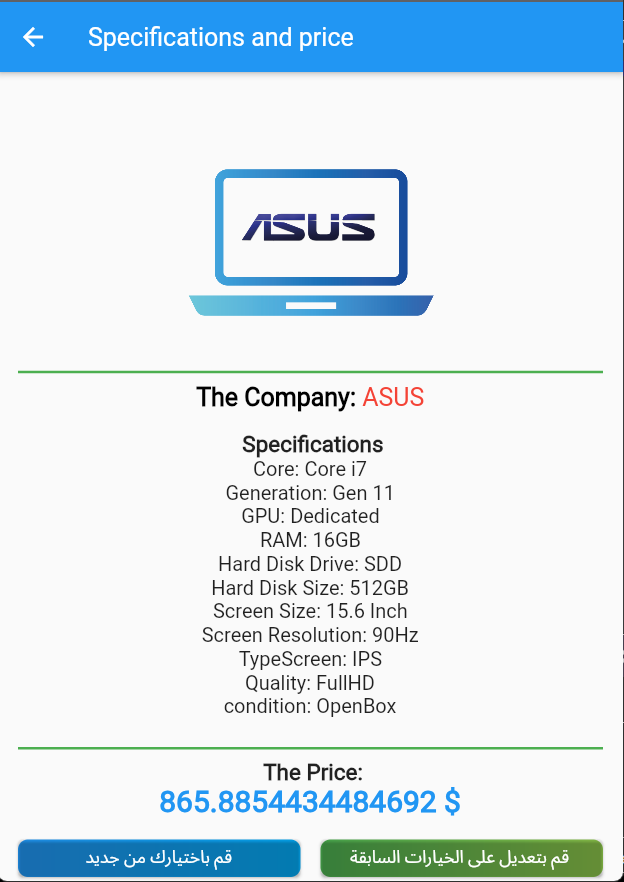 Specifications and price
ASUS
The Company: ASUS
Specifications
Core: Core i7
Generation: Gen 11
GPU: Dedicated
RAM: 16GB
Hard Disk Drive: SDD
Hard Disk Size: 512GB
Screen Size: 15.6 Inch
Screen Resolution: 90Hz
TypeScreen: IPS
Quality: FullHD
condition: OpenBox
The Price:
865.8854434484692 $
قم باختيارك من جديد
قم بتعديل على الخيارات السابقة